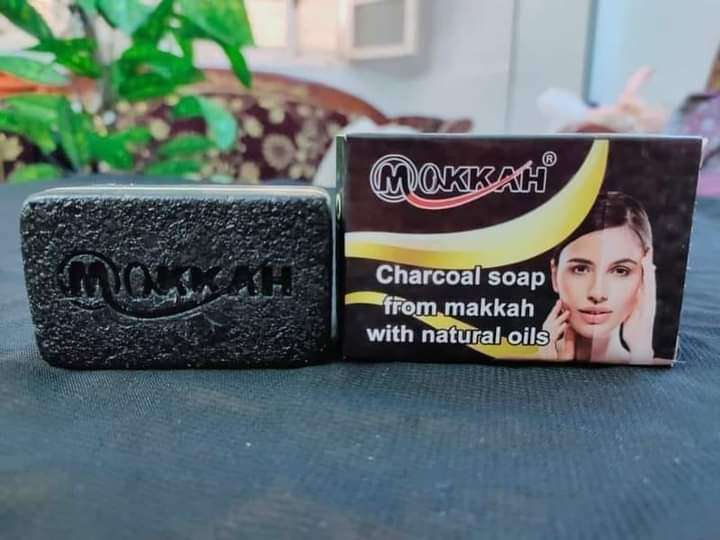 MOKKAH
MOKKAH®
Charcoal soap
from makkah
with natural oils